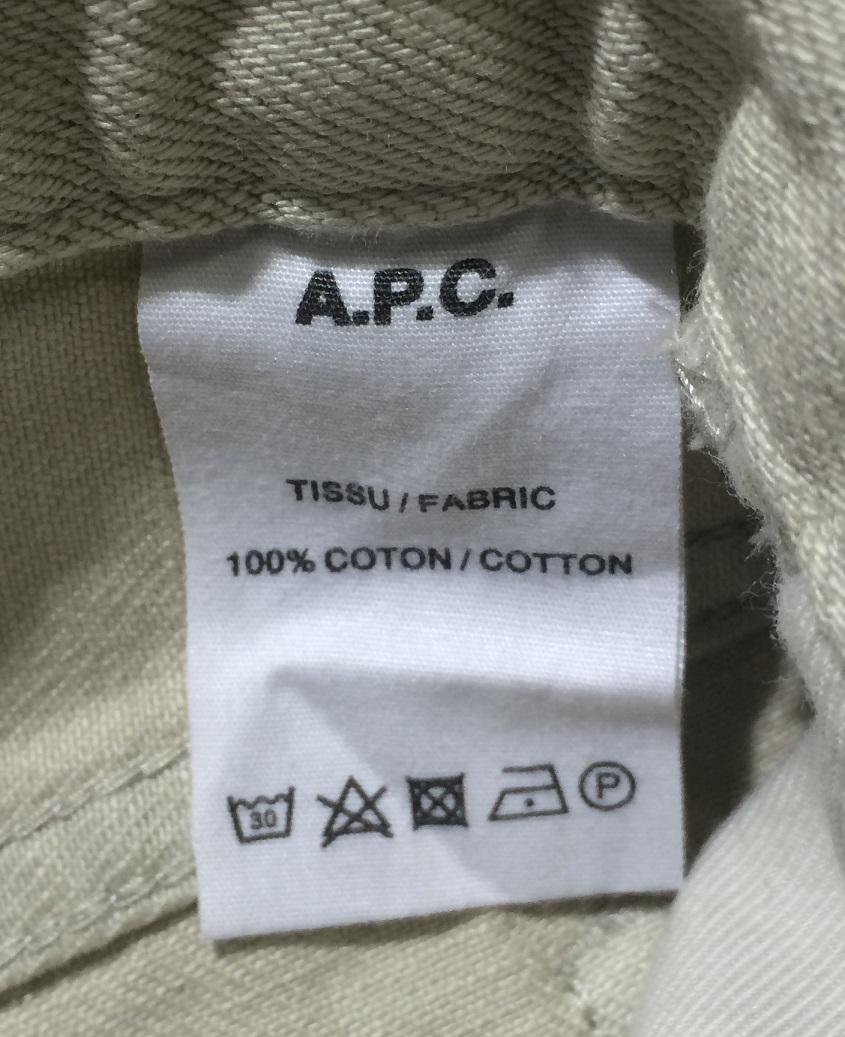 A.P.C.
TISSU / FABRIC
100% COTON / COTTON
30 P